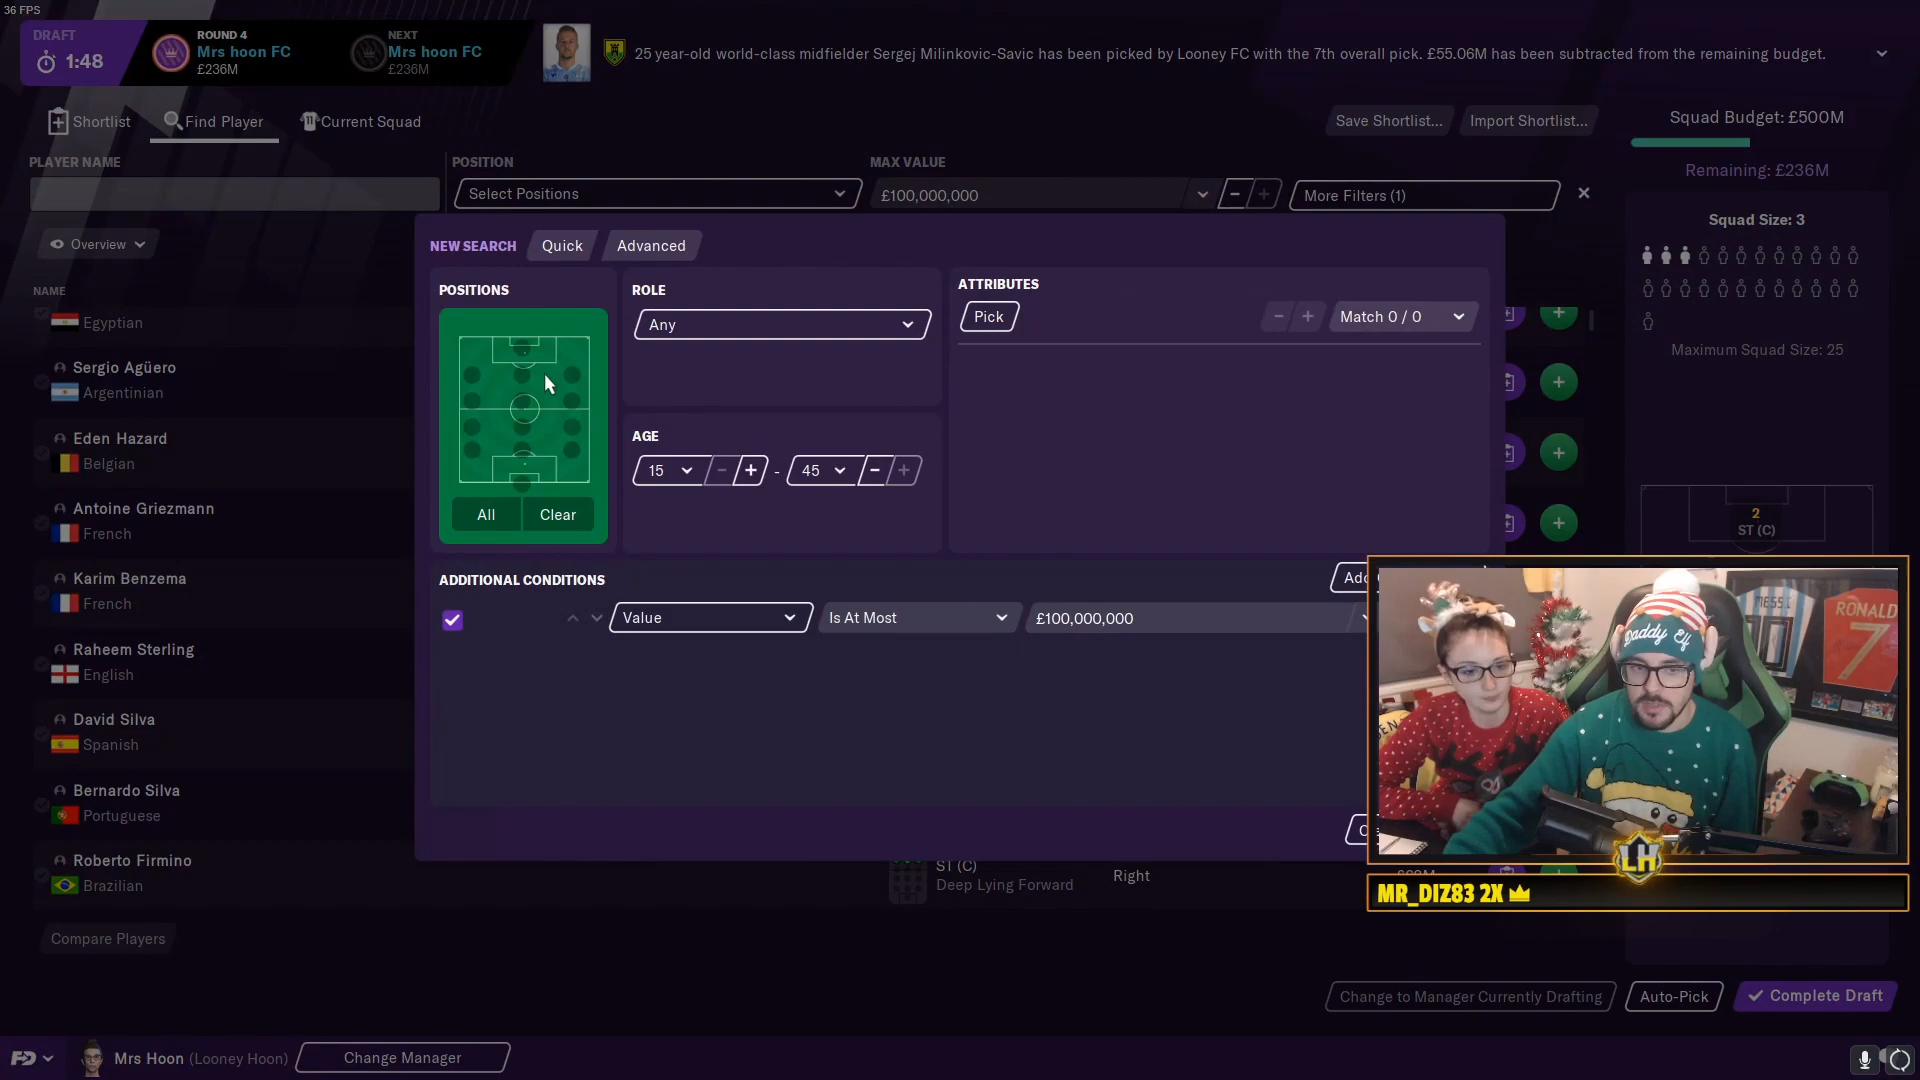 36 FPS
DRAFT
1:48
ROUND 4
Mrs hoon FC
£236M
NEXT
Mrs hoon FC
£236M
25 year-old world-class midfielder Sergej Milinkovic-Savic has been picked by Looney FC with the 7th overall pick. £55.06M has been subtracted from the remaining budget.
Shortlist
Find Player
Current Squad
Save Shortlist...
Import Shortlist...
Squad Budget: £500M
Remaining: £236M
PLAYER NAME
POSITION
Select Positions
MAX VALUE
£100,000,000
More Filters (1)
Squad Size: 3
Maximum Squad Size: 25
2
ST (C)
Overview
NAME
Egyptian
Sergio Agüero
Argentinian
Eden Hazard
Belgian
Antoine Griezmann
French
Karim Benzema
French
Raheem Sterling
English
David Silva
Spanish
Bernardo Silva
Portuguese
Roberto Firmino
Brazilian
NEW SEARCH
Quick
Advanced
POSITIONS
All
Clear
ROLE
Any
AGE
15
-
45
ATTRIBUTES
Pick
Match 0 / 0
ADDITIONAL CONDITIONS
Value
Is At Most
£100,000,000
ST (C)
Deep Lying Forward
Right
MESSI
RONALD
7
Daddy Elf
LH
MR_DIZ83 2X
Compare Players
Change to Manager Currently Drafting
Auto-Pick
Complete Draft
FD
Mrs Hoon (Looney Hoon)
Change Manager